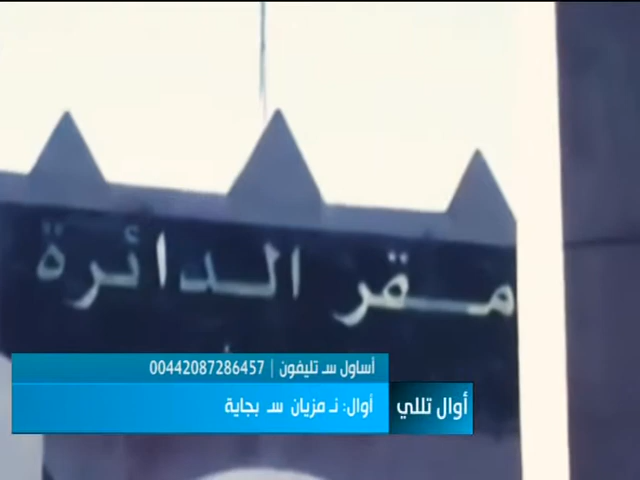 مقر الدائرة
أساول سـ تليفون | 00442087286457
أوال: نـ مزيان سـ بجاية
أوال تللي